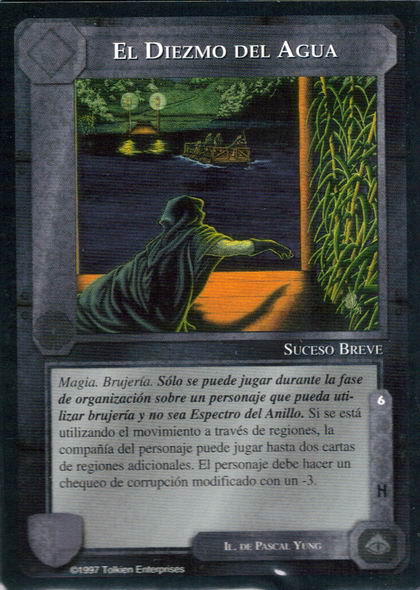 El Diezmo del Agua
Suceso Breve
Magia. Brujería. Sólo se puede jugar durante la fase
de organización sobre un personaje que pueda uti-
lizar brujería y no sea Espectro del Anillo. Si se está
utilizando el movimiento a través de regiones, la
compañía del personaje puede jugar hasta dos cartas
de regiones adicionales. El personaje debe hacer un
chequeo de corrupción modificado con un -3.
6
H
Il. de Pascal Yung
©1997 Tolkien Enterprises